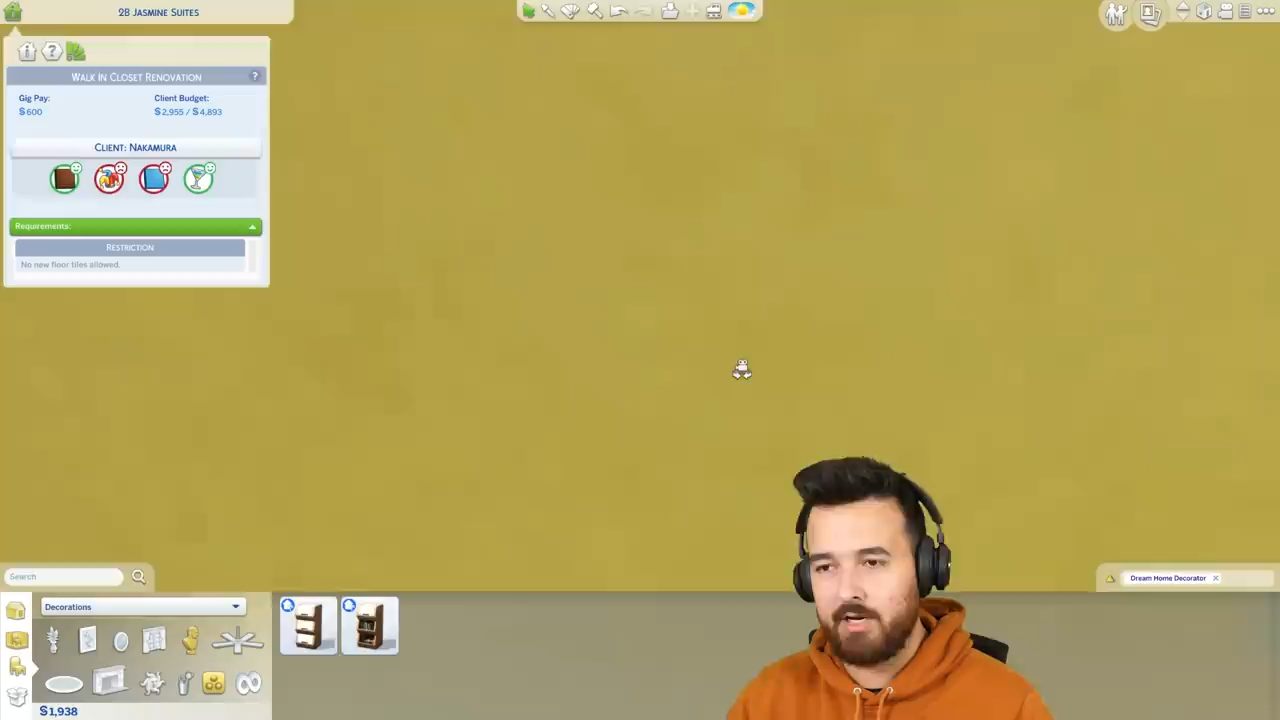 2B Jasmine Suites
Walk In Closet Renovation
?
Gig Pay:
Client Budget:
§600
§2,955 / §4,893
Client: Nakamura
Requirements:
Restriction
No new floor tiles allowed.
Search
Dream Home Decorator
Decorations
§1,938